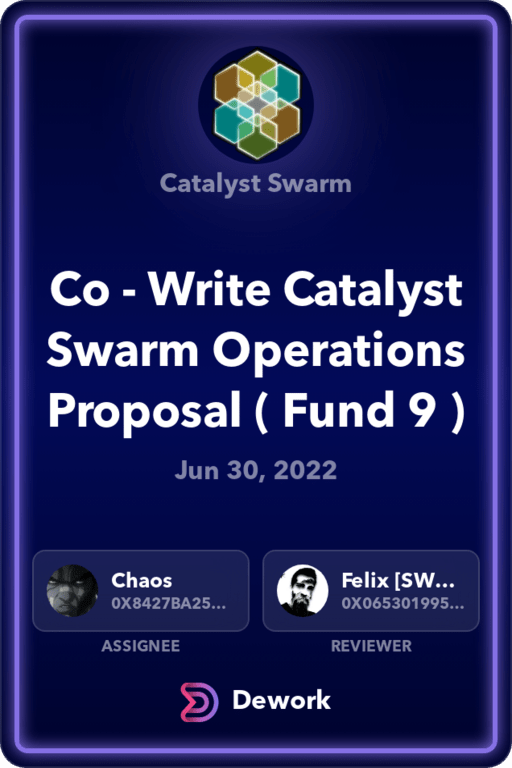 Catalyst Swarm
Co - Write Catalyst
Swarm Operations
Proposal ( Fund 9 )
Jun 30, 2022
Chaos
0X8427BA25...
ASSIGNEE
Felix [SW...
0X065301995...
REVIEWER
Dework